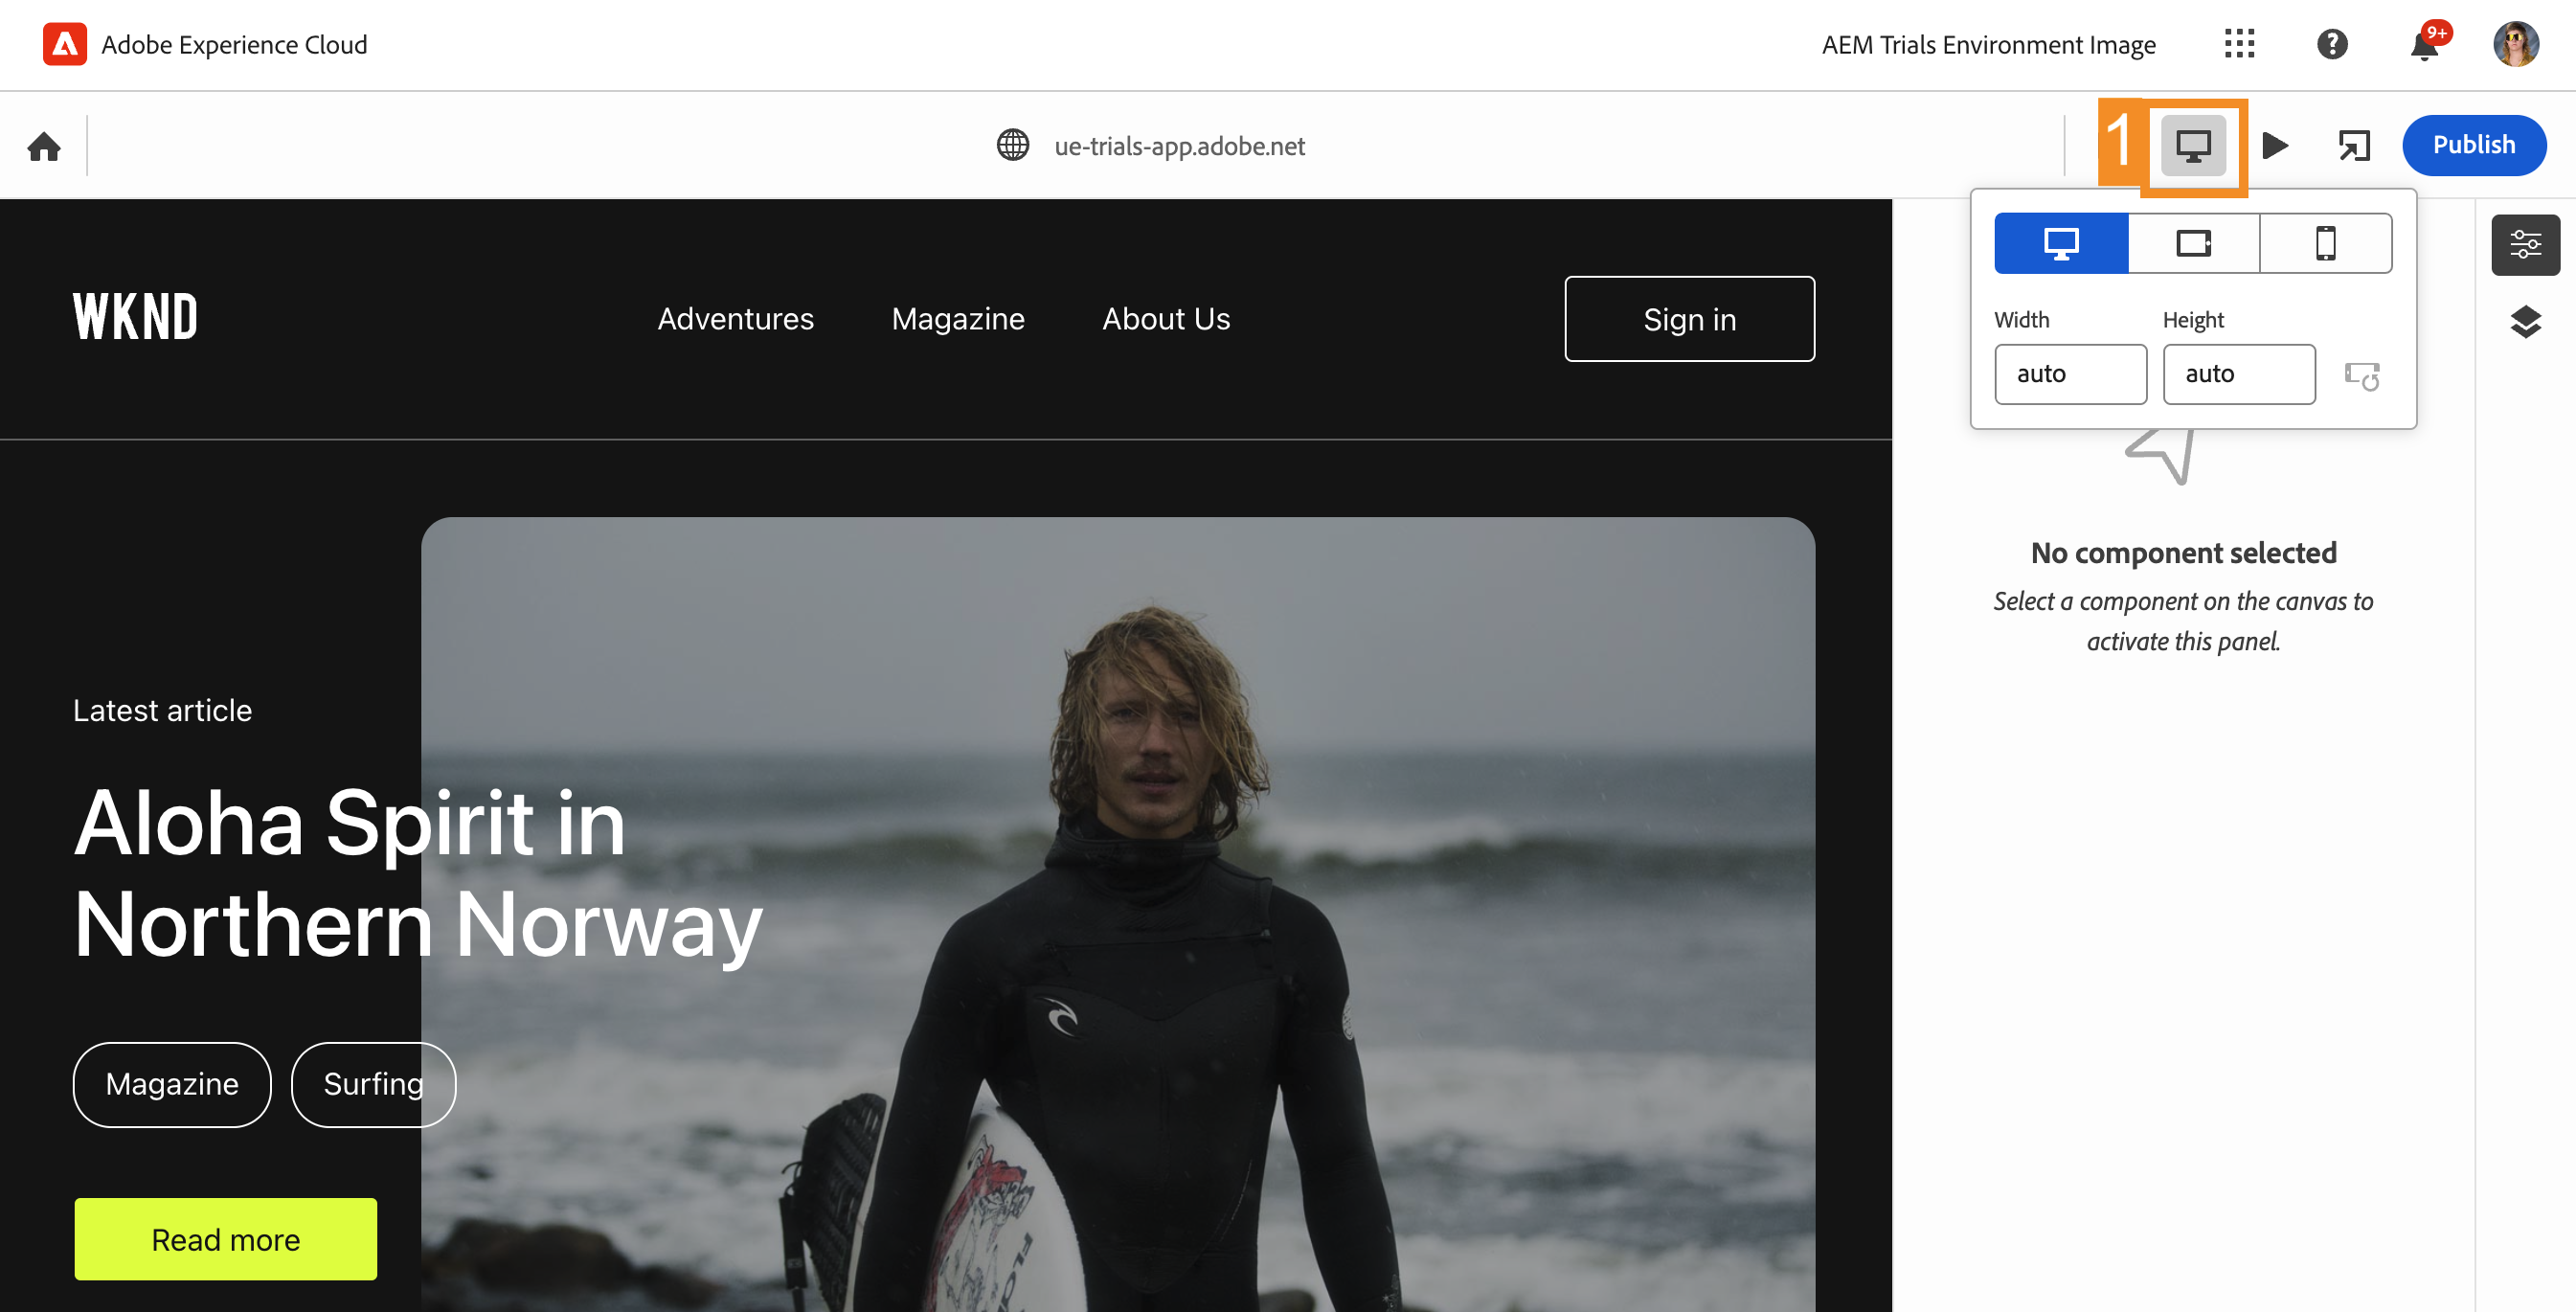 Adobe Experience Cloud
AEM Trials Environment Image
9+
ue-trials-app.adobe.net
1
Publish
Width
Height
auto
auto
WKND
Adventures
Magazine
About Us
Sign in
No component selected
Select a component on the canvas to
activate this panel.
Latest article
Aloha Spirit in
Northern Norway
Magazine
Surfing
Read more